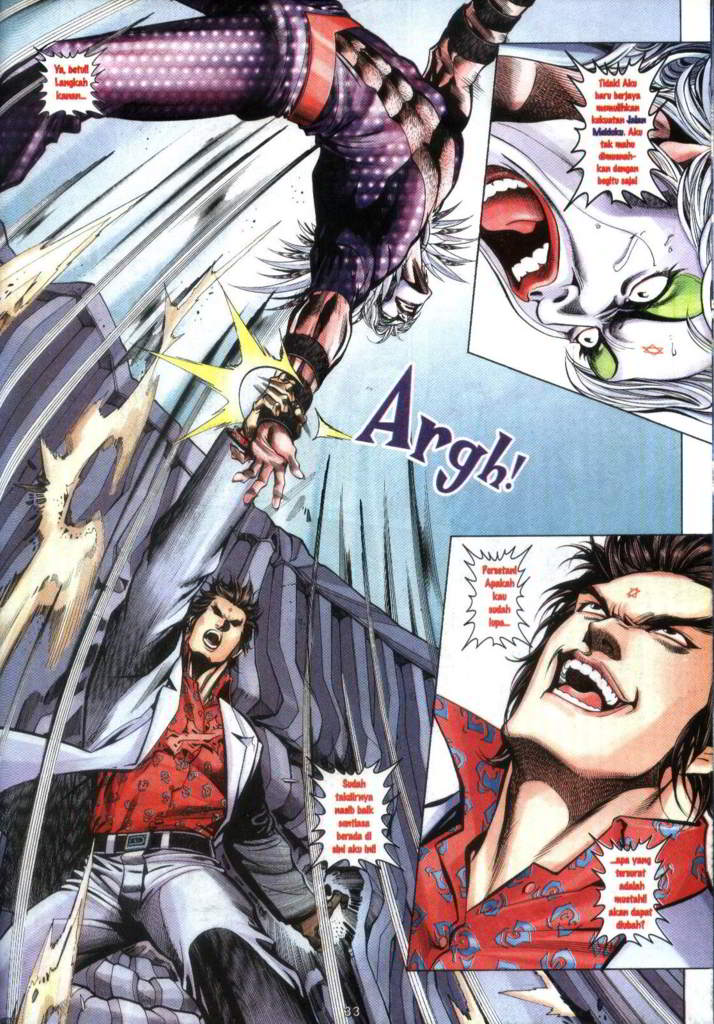 Ya, betul!
Langkah
kanan...
Tidak! Aku
baru berjaya
memulihkan
kekuatan Jalan
Maldoku. Aku
tak mahu
dimusnah-
kan dengan
begitu saja!
Argh!
Persetan!
Apakah
kau
sudah
lupa...
Sudah
takdirnya
nasib baik
sentiasa
berada di
sisi aku ini!
...apa yang
tersurat
adalah
mustahil
akan dapat
diubah?
33